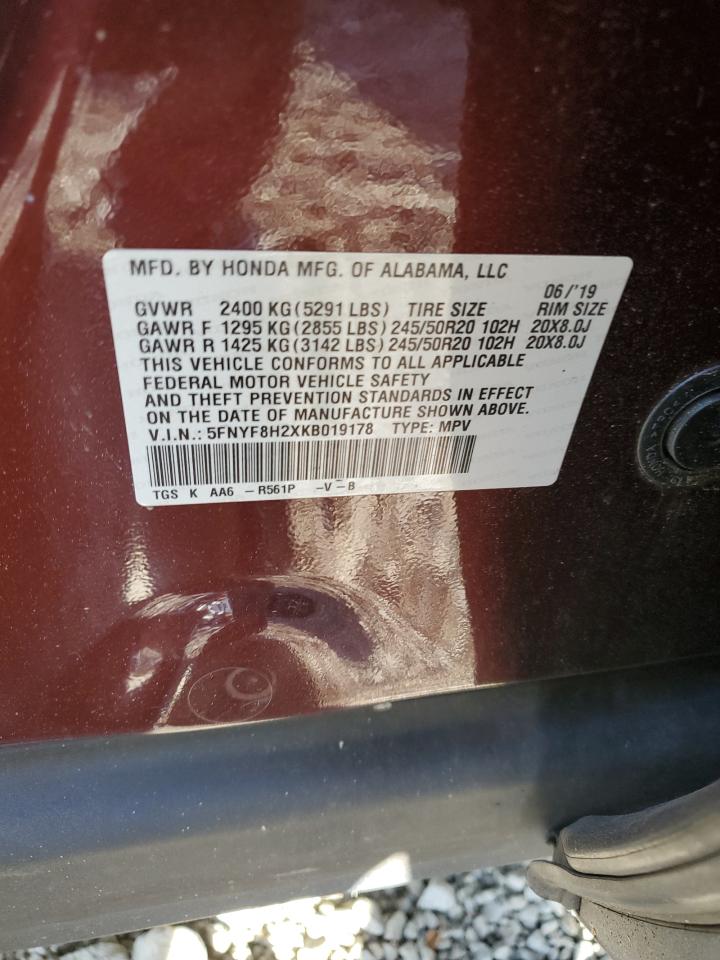 MFD. BY HONDA MFG. OF ALABAMA, LLC
06/'19
GVWR 2400 KG(5291 LBS) TIRE SIZE RIM SIZE
GAWR F 1295 KG(2855 LBS) 245/50R20 102H 20X8.0J
GAWR R 1425 KG(3142 LBS) 245/50R20 102H 20X8.0J
THIS VEHICLE CONFORMS TO ALL APPLICABLE
FEDERAL MOTOR VEHICLE SAFETY
AND THEFT PREVENTION STANDARDS IN EFFECT
ON THE DATE OF MANUFACTURE SHOWN ABOVE.
V.I.N.: 5FNYF8H2XKB019178 TYPE: MPV
TGS K AA6 -R561P -V-B